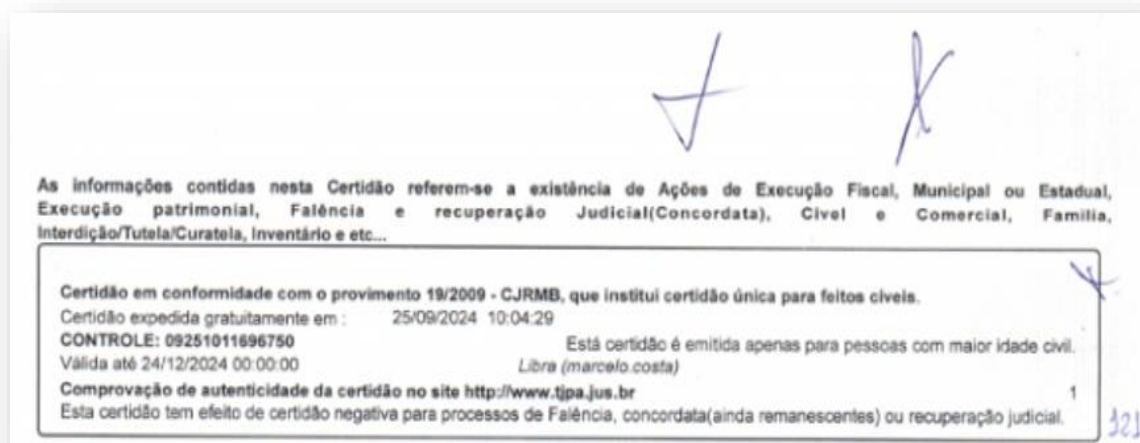 As informações contidas nesta Certidão referem-se a existência de Ações de Execução Fiscal, Municipal ou Estadual,
Execução patrimonial, Falência e recuperação Judicial(Concordata), Civel e Comercial, Familia,
Interdição/Tutela/Curatela, Inventário e etc...
Certidão em conformidade com o provimento 19/2009 - CJRMB, que institui certidão única para feitos civeis.
Certidão expedida gratuitamente em : 25/09/2024 10:04:29
CONTROLE: 09251011696750 Está certidão é emitida apenas para pessoas com maior idade civil.
Válida até 24/12/2024 00:00:00 Libra (marcelo.costa)
Comprovação de autenticidade da certidão no site http://www.tjpa.jus.br 1
Esta certidão tem efeito de certidão negativa para processos de Falência, concordata(ainda remanescentes) ou recuperação judicial.